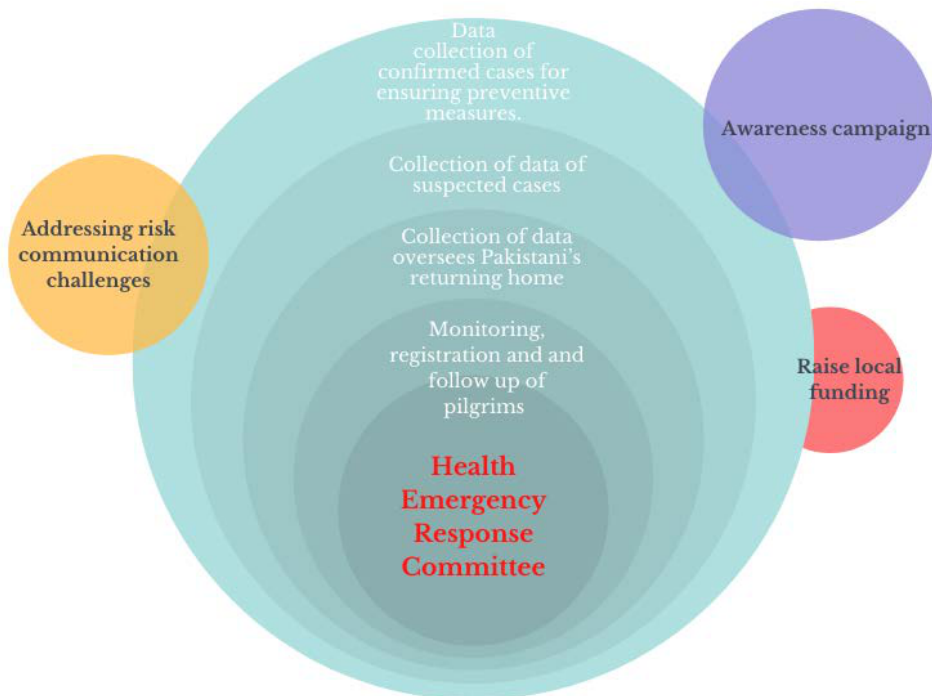 Data
collection of
confirmed cases for
ensuring preventive
measures.
Awareness campaign
Collection of data of
suspected cases
Addressing risk
communication
challenges
Collection of data
oversees Pakistani's
returning home
Monitoring,
registration and and
follow up of
pilgrims
Raise local
funding
Health
Emergency
Response
Committee